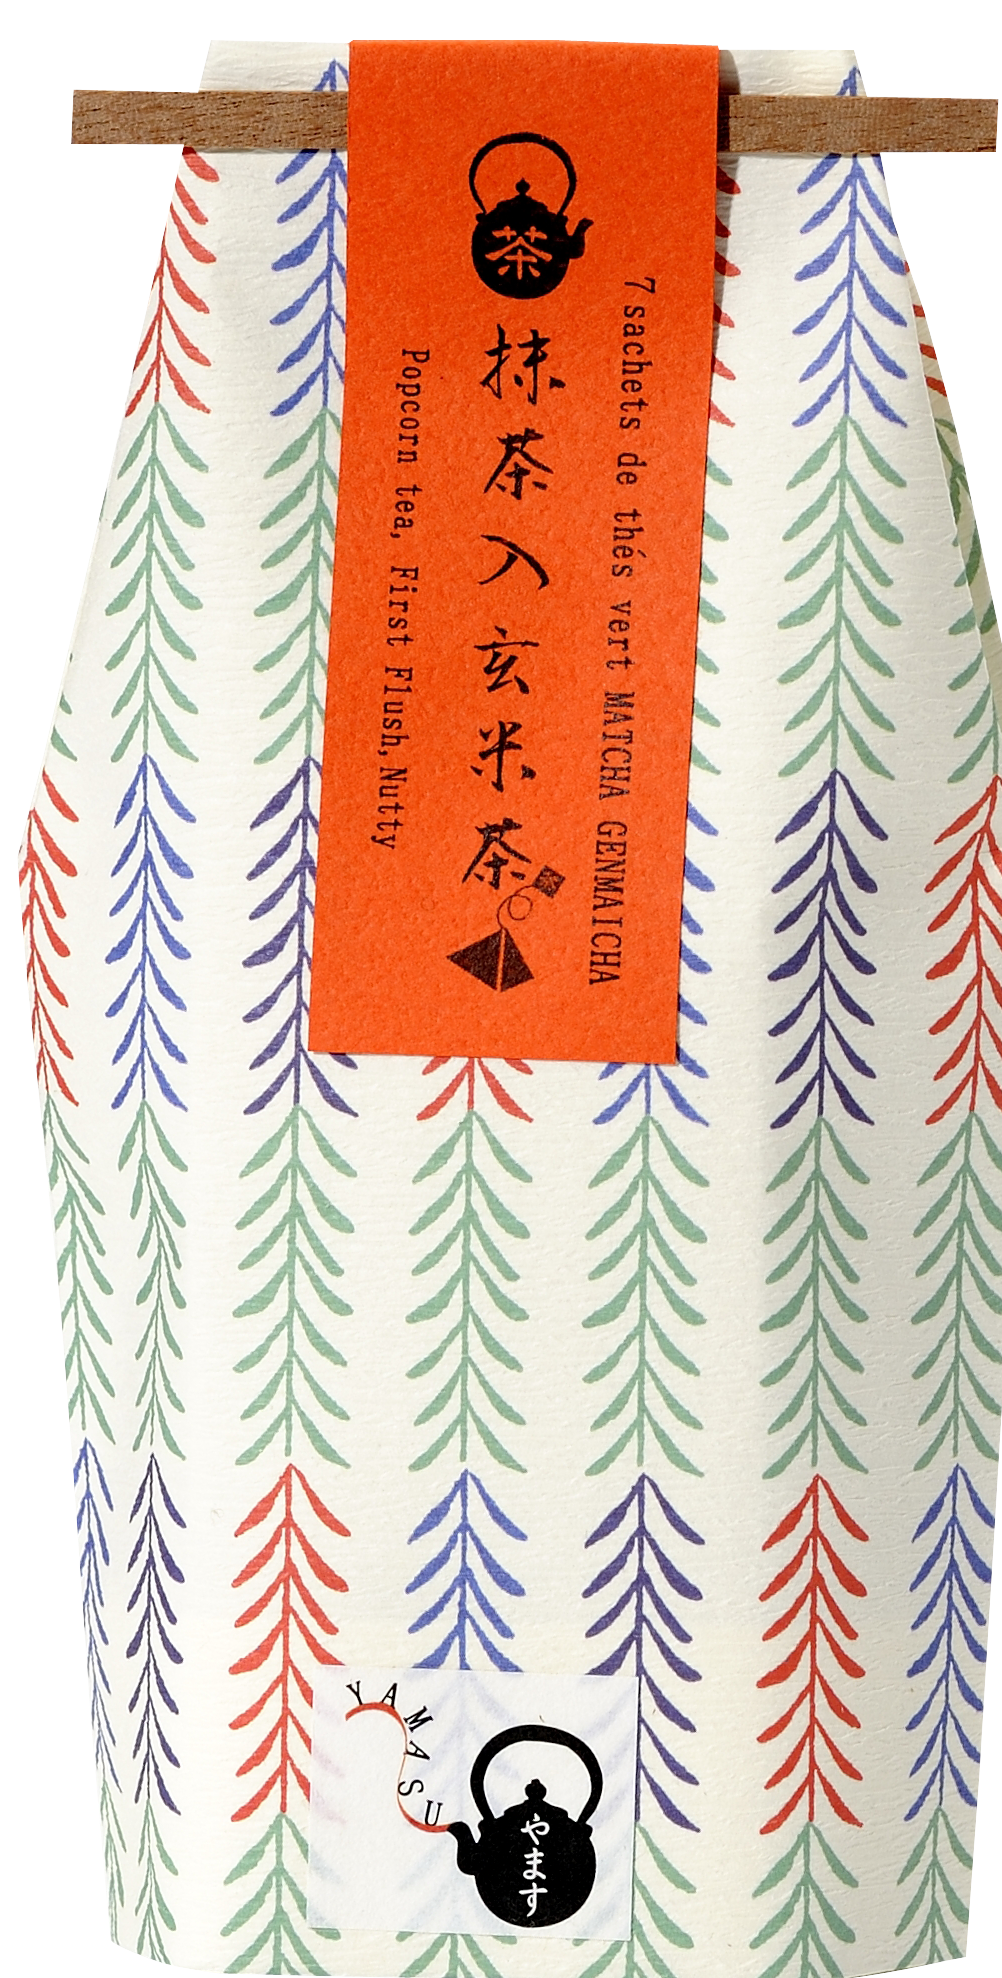 茶
7sachets de thés vert MATCHA GENMAICHA
抹茶入玄米茶
Popcorn tea, First Flush, Nutty
YAMASU
やます